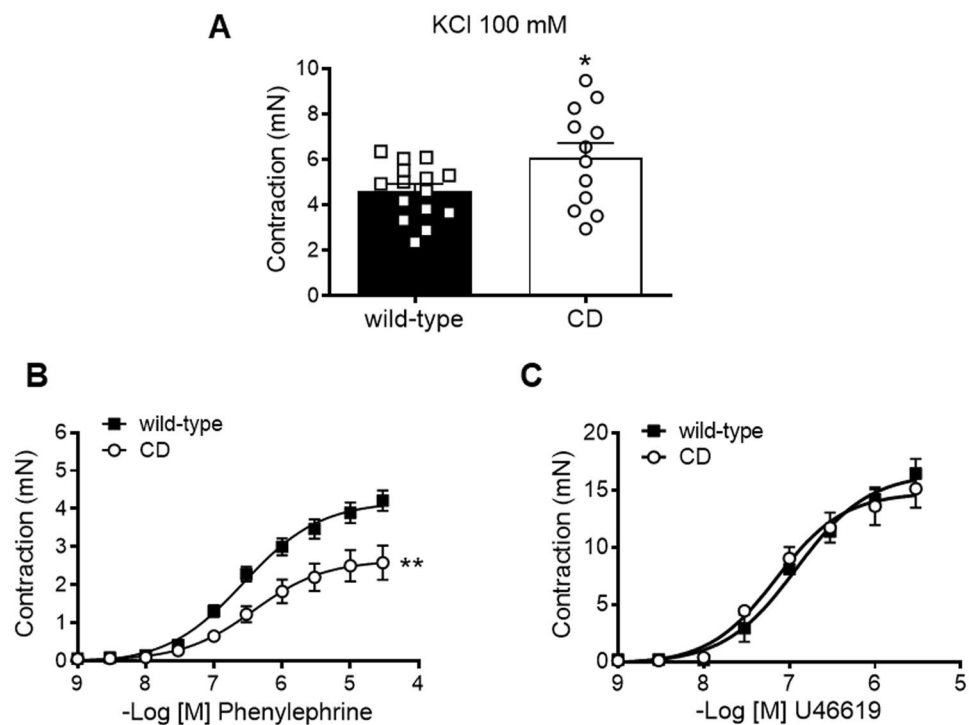 A
KCl 100 mM
*
Contraction (mN)
10
8
6
4
2
0
wild-type
CD
B
wild-type
CD
Contraction (mN)
6
5
4
3
2
1
0
**
9 8 7 6 5 4
-Log [M] Phenylephrine
C
wild-type
CD
Contraction (mN)
20
15
10
5
0
9 8 7 6 5
-Log [M] U46619